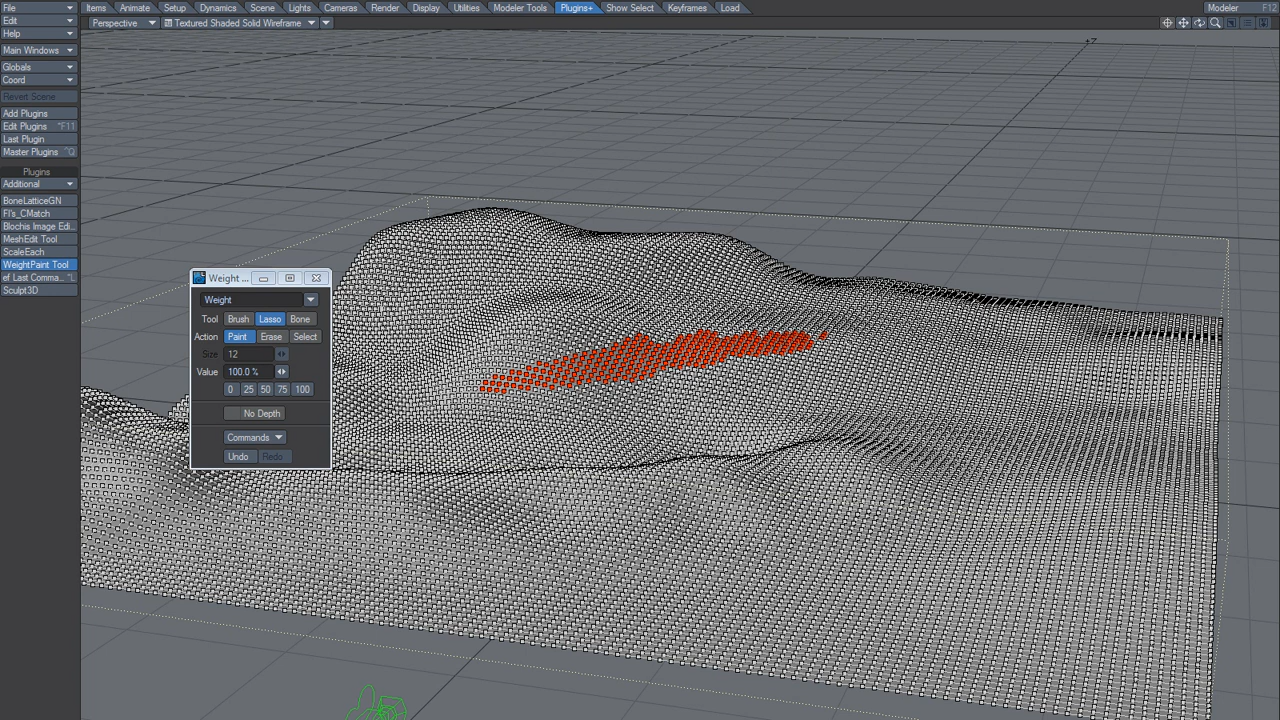 File
Items Animate Setup Dynamics Scene Lights Cameras Render Display Utilities Modeler Tools Plugins+ Show Select Keyframes Load
Modeler F12
Edit
Perspective Textured Shaded Solid Wireframe
Help
Main Windows
Globals
Coord
Revert Scene
Add Plugins
Edit Plugins ^F11
Last Plugin
Master Plugins ^Q
Plugins
Additional
BoneLatticeGN
FI's_CMatch
Blochis Image Edi..
MeshEdit Tool
ScaleEach
WeightPaint Tool
ef Last Comma.. ^L
Sculpt3D
Weight ...
Weight
Tool Brush Lasso Bone
Action Paint Erase Select
Size 12
Value 100.0 %
0 25 50 75 100
No Depth
Commands
Undo Redo